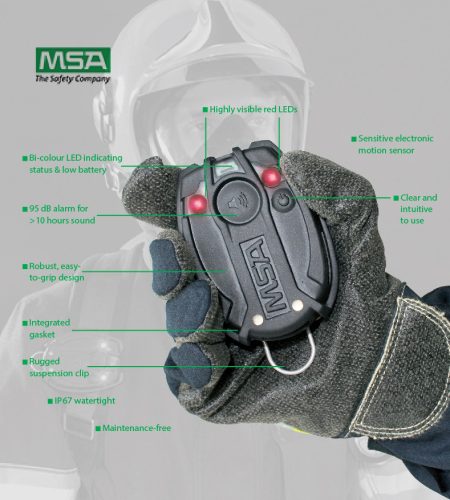 MSA
The Safety Company
Highly visible red LEDs
Sensitive electronic
motion sensor
Bi-colour LED indicating
status & low battery
95 dB alarm for
>10 hours sound
Clear and
intuitive
to use
Robust, easy-
to-grip design
MSA
Integrated
gasket
Rugged
suspension clip
IP67 watertight
Maintenance-free